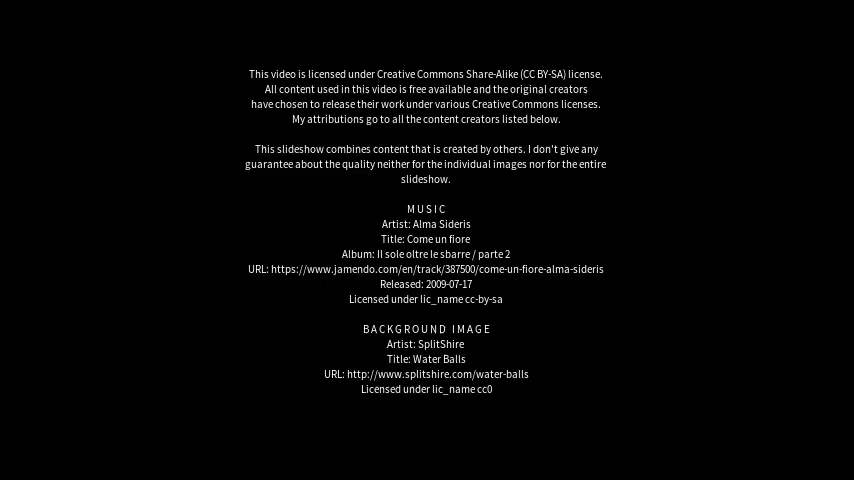 This video is licensed under Creative Commons Share-Alike (CC BY-SA) license.
All content used in this video is free available and the original creators
have chosen to release their work under various Creative Commons licenses.
My attributions go to all the content creators listed below.
This slideshow combines content that is created by others. I don't give any
guarantee about the quality neither for the individual images nor for the entire
slideshow.
MUSIC
Artist: Alma Sideris
Title: Come un fiore
Album: Il sole oltre le sbarre / parte 2
URL: https://www.jamendo.com/en/track/387500/come-un-fiore-alma-sideris
Released: 2009-07-17
Licensed under lic_name cc-by-sa
BACKGROUND IMAGE
Artist: SplitShire
Title: Water Balls
URL: http://www.splitshire.com/water-balls
Licensed under lic_name cc0